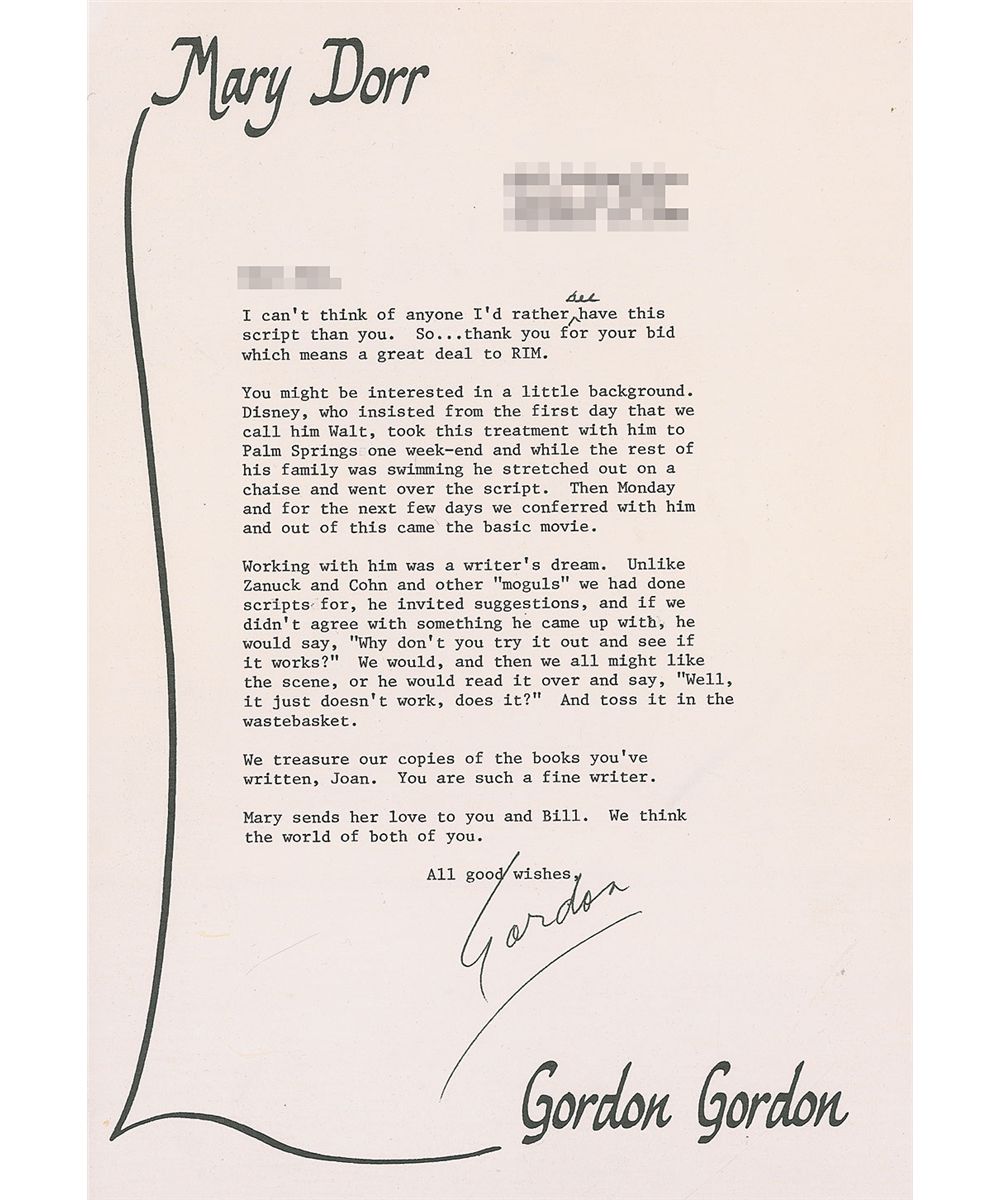 Mary Dorr
see
I can't think of anyone I'd rather have this
script than you. So...thank you for your bid
which means a great deal to RIM.
You might be interested in a little background.
Disney, who insisted from the first day that we
call him Walt, took this treatment with him to
Palm Springs one week-end and while the rest of
his family was swimming he stretched out on a
chaise and went over the script. Then Monday
and for the next few days we conferred with him
and out of this came the basic movie.
Working with him was a writer's dream. Unlike
Zanuck and Cohn and other "moguls" we had done
scripts for, he invited suggestions, and if we
didn't agree with something he came up with, he
would say, "Why don't you try it out and see if
it works?" We would, and then we all might like
the scene, or he would read it over and say, "Well,
it just doesn't work, does it?" And toss it in the
wastebasket.
We treasure our copies of the books you've
written, Joan. You are such a fine writer.
Mary sends her love to you and Bill. We think
the world of both of you.
All good wishes,
Gordon
Gordon Gordon